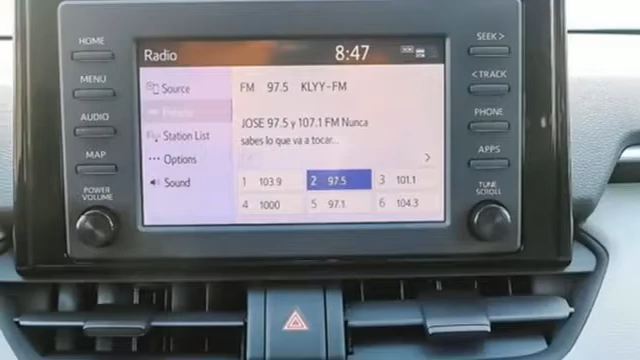 HOME
MENU
AUDIO
MAP
POWER
VOLUME
Radio 8:47
Source
Presets
Station List
Options
Sound
FM 97.5 KLYY-FM
JOSE 97.5 y 107.1 FM Nunca
sabes lo que va a tocar...
1 103.9 2 97.5 3 101.1
4 1000 5 97.1 6 104.3
SEEK >
< TRACK
PHONE
APPS
TUNE
SCROLL